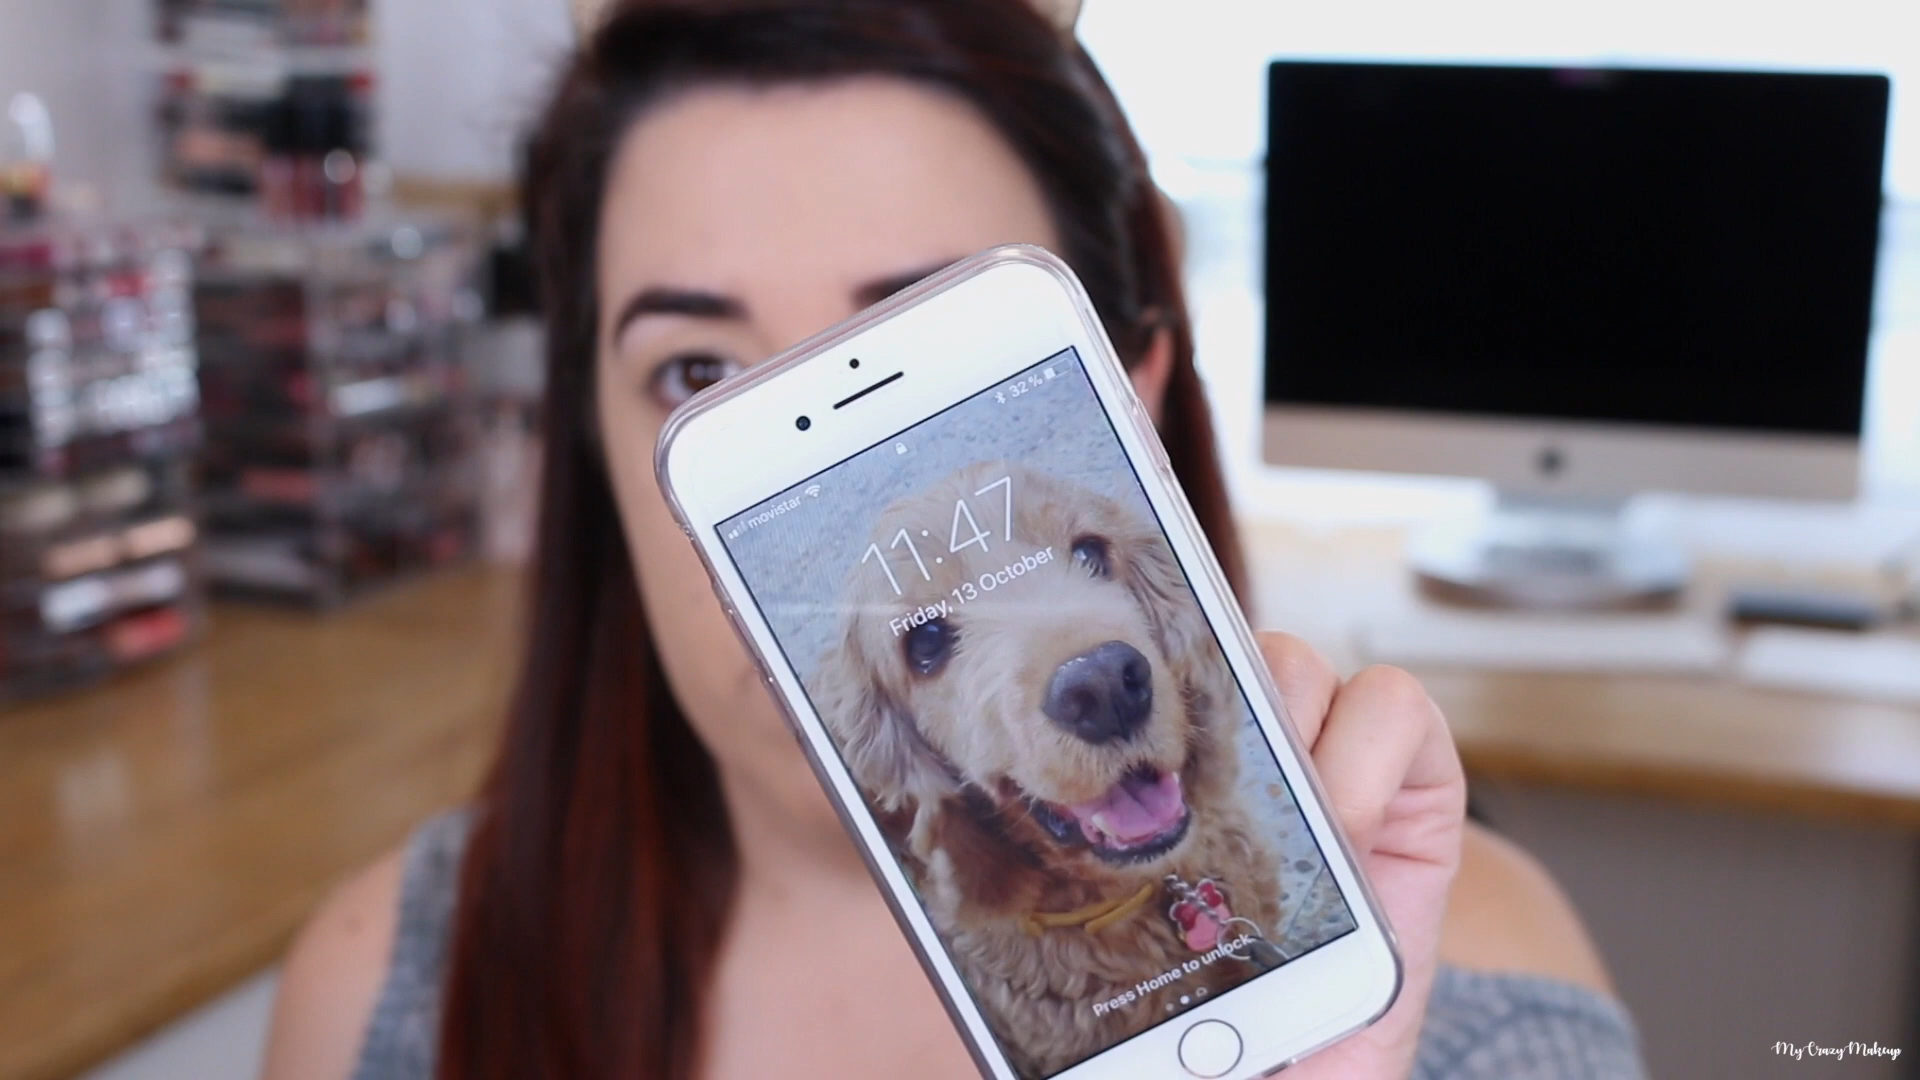 movistar
32 %
11:47
Friday, 13 October
Press Home to unlock
My Crazy Makeup